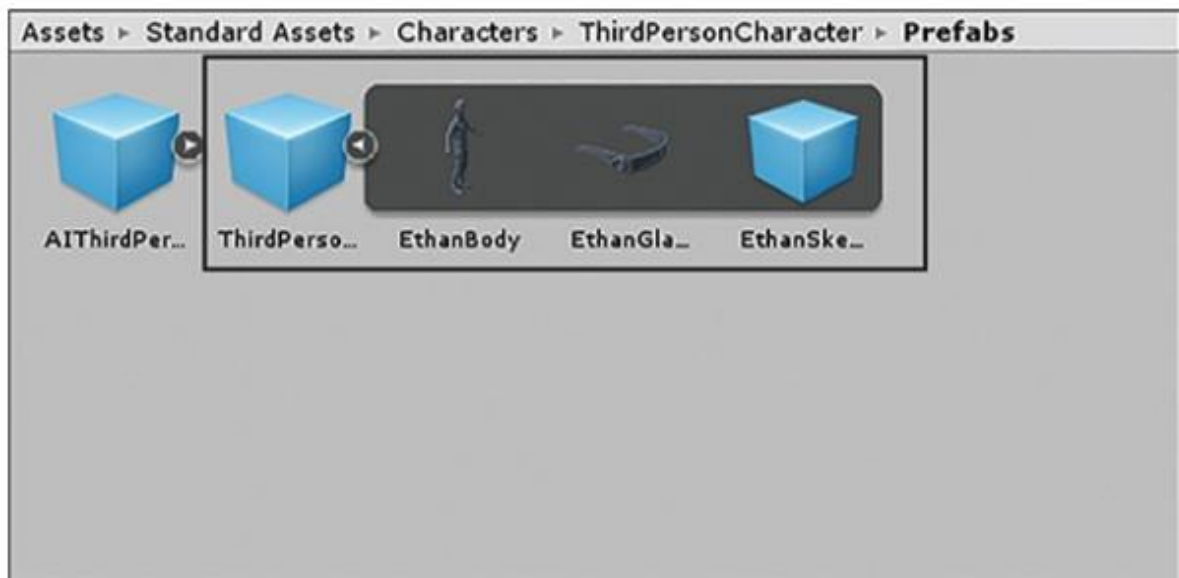 Assets ▸ Standard Assets ▸ Characters ▸ ThirdPersonCharacter ▸ Prefabs
AIThirdPer… ThirdPerso… EthanBody EthanGla… EthanSke…